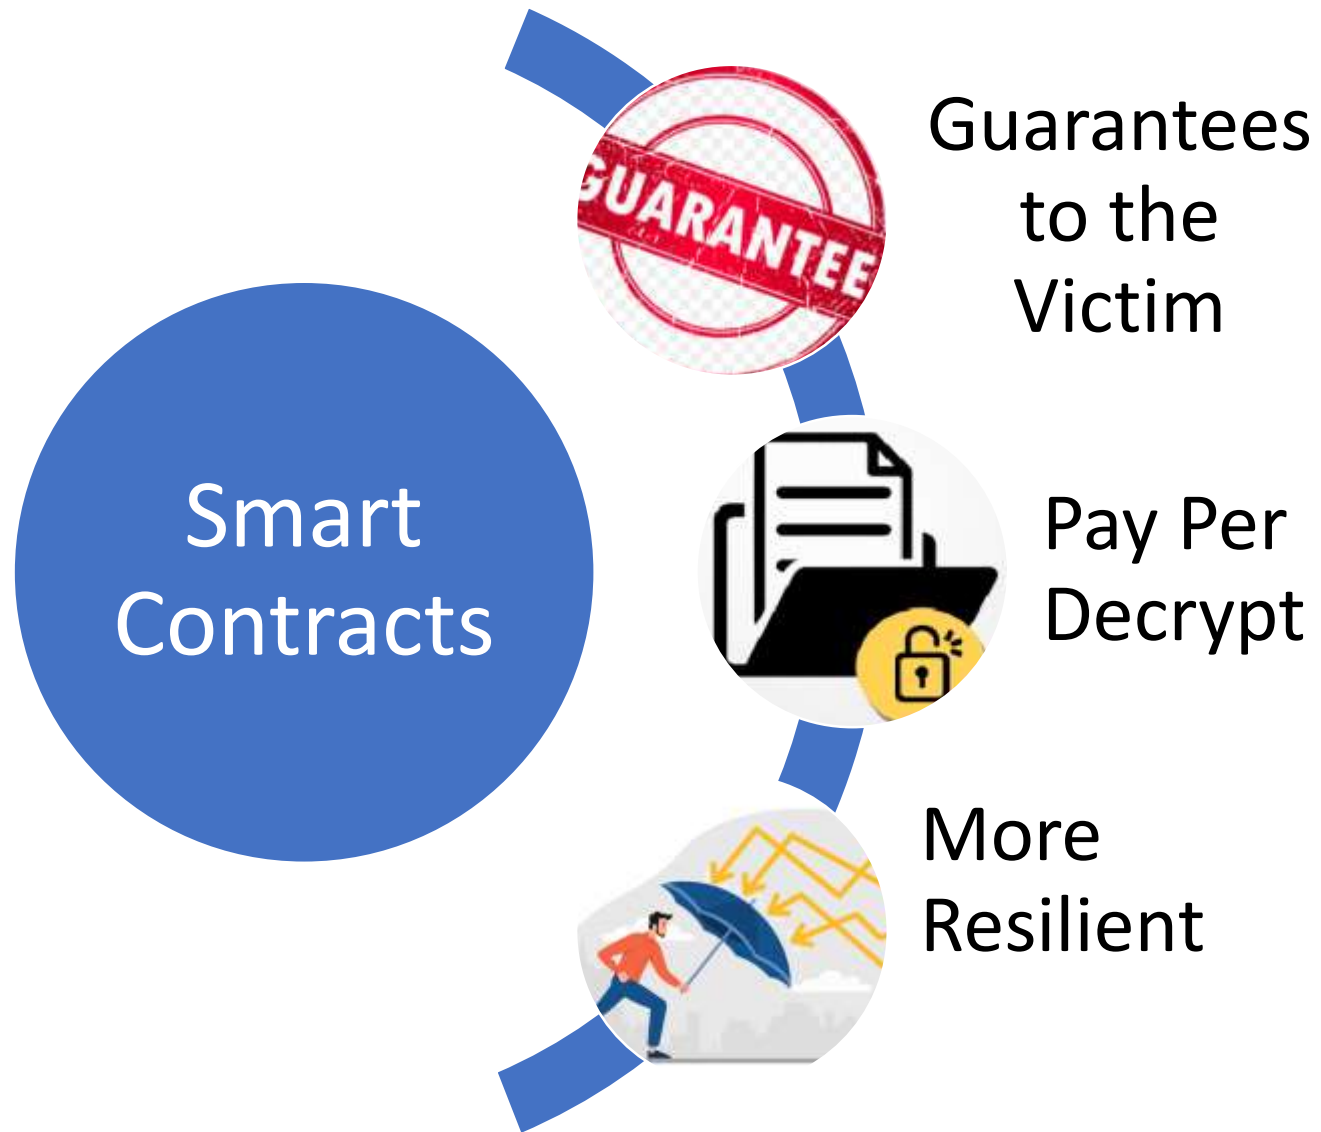 Smart
Contracts
GUARANTEE
Guarantees
to the
Victim
Pay Per
Decrypt
More
Resilient